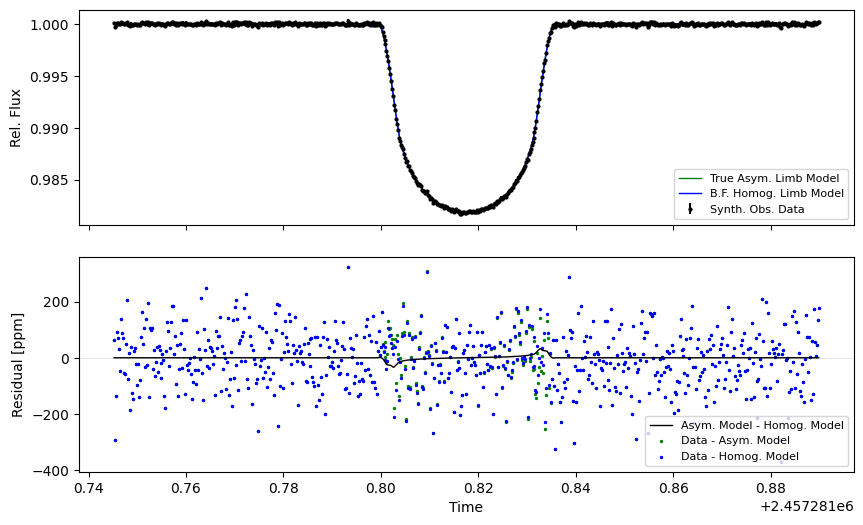 1.000
0.995
0.990
0.985
Rel. Flux
True Asym. Limb Model
B.F. Homog. Limb Model
Synth. Obs. Data
200
0
−200
−400
Residual [ppm]
Asym. Model - Homog. Model
Data - Asym. Model
Data - Homog. Model
0.74 0.76 0.78 0.80 0.82 0.84 0.86 0.88
Time
+2.457281e6